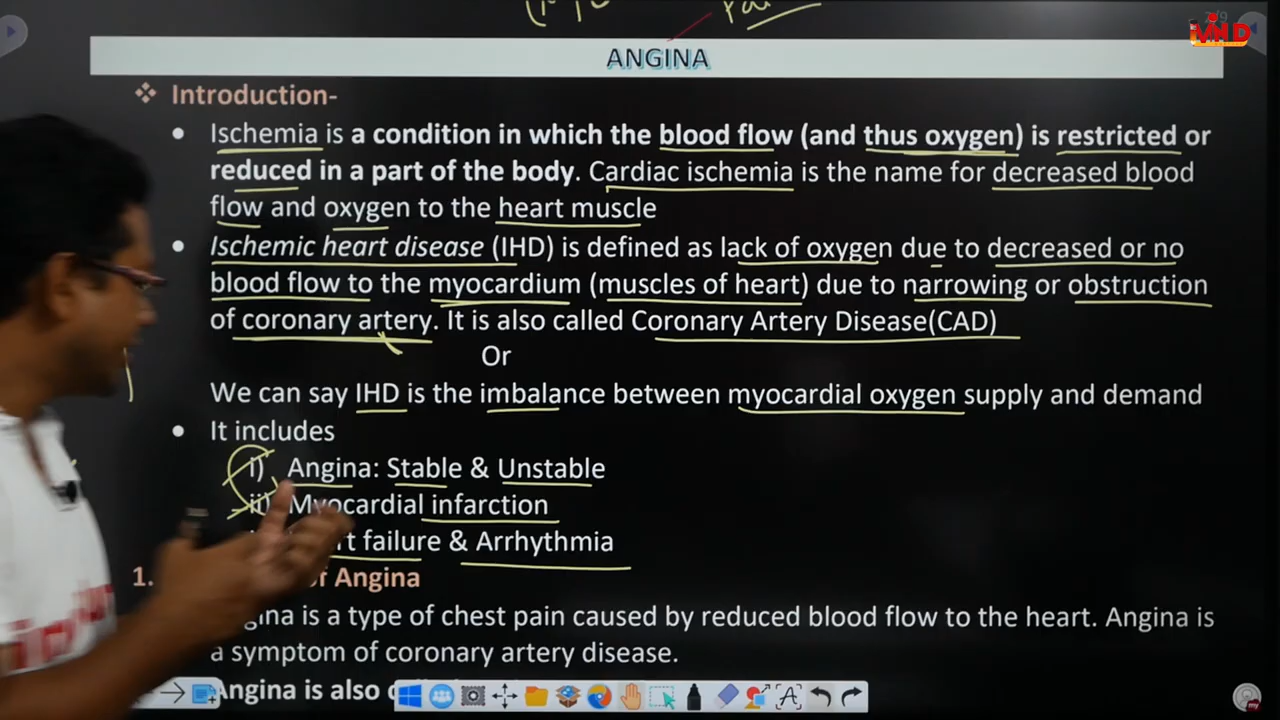 ANGINA
❖ Introduction-
• Ischemia is a condition in which the blood flow (and thus oxygen) is restricted or
reduced in a part of the body. Cardiac ischemia is the name for decreased blood
flow and oxygen to the heart muscle
• Ischemic heart disease (IHD) is defined as lack of oxygen due to decreased or no
blood flow to the myocardium (muscles of heart) due to narrowing or obstruction
of coronary artery. It is also called Coronary Artery Disease(CAD)
Or
We can say IHD is the imbalance between myocardial oxygen supply and demand
• It includes
i) Angina: Stable & Unstable
ii) Myocardial infarction
failure & Arrhythmia
1. of Angina
is a type of chest pain caused by reduced blood flow to the heart. Angina is
a symptom of coronary artery disease.
Angina is also